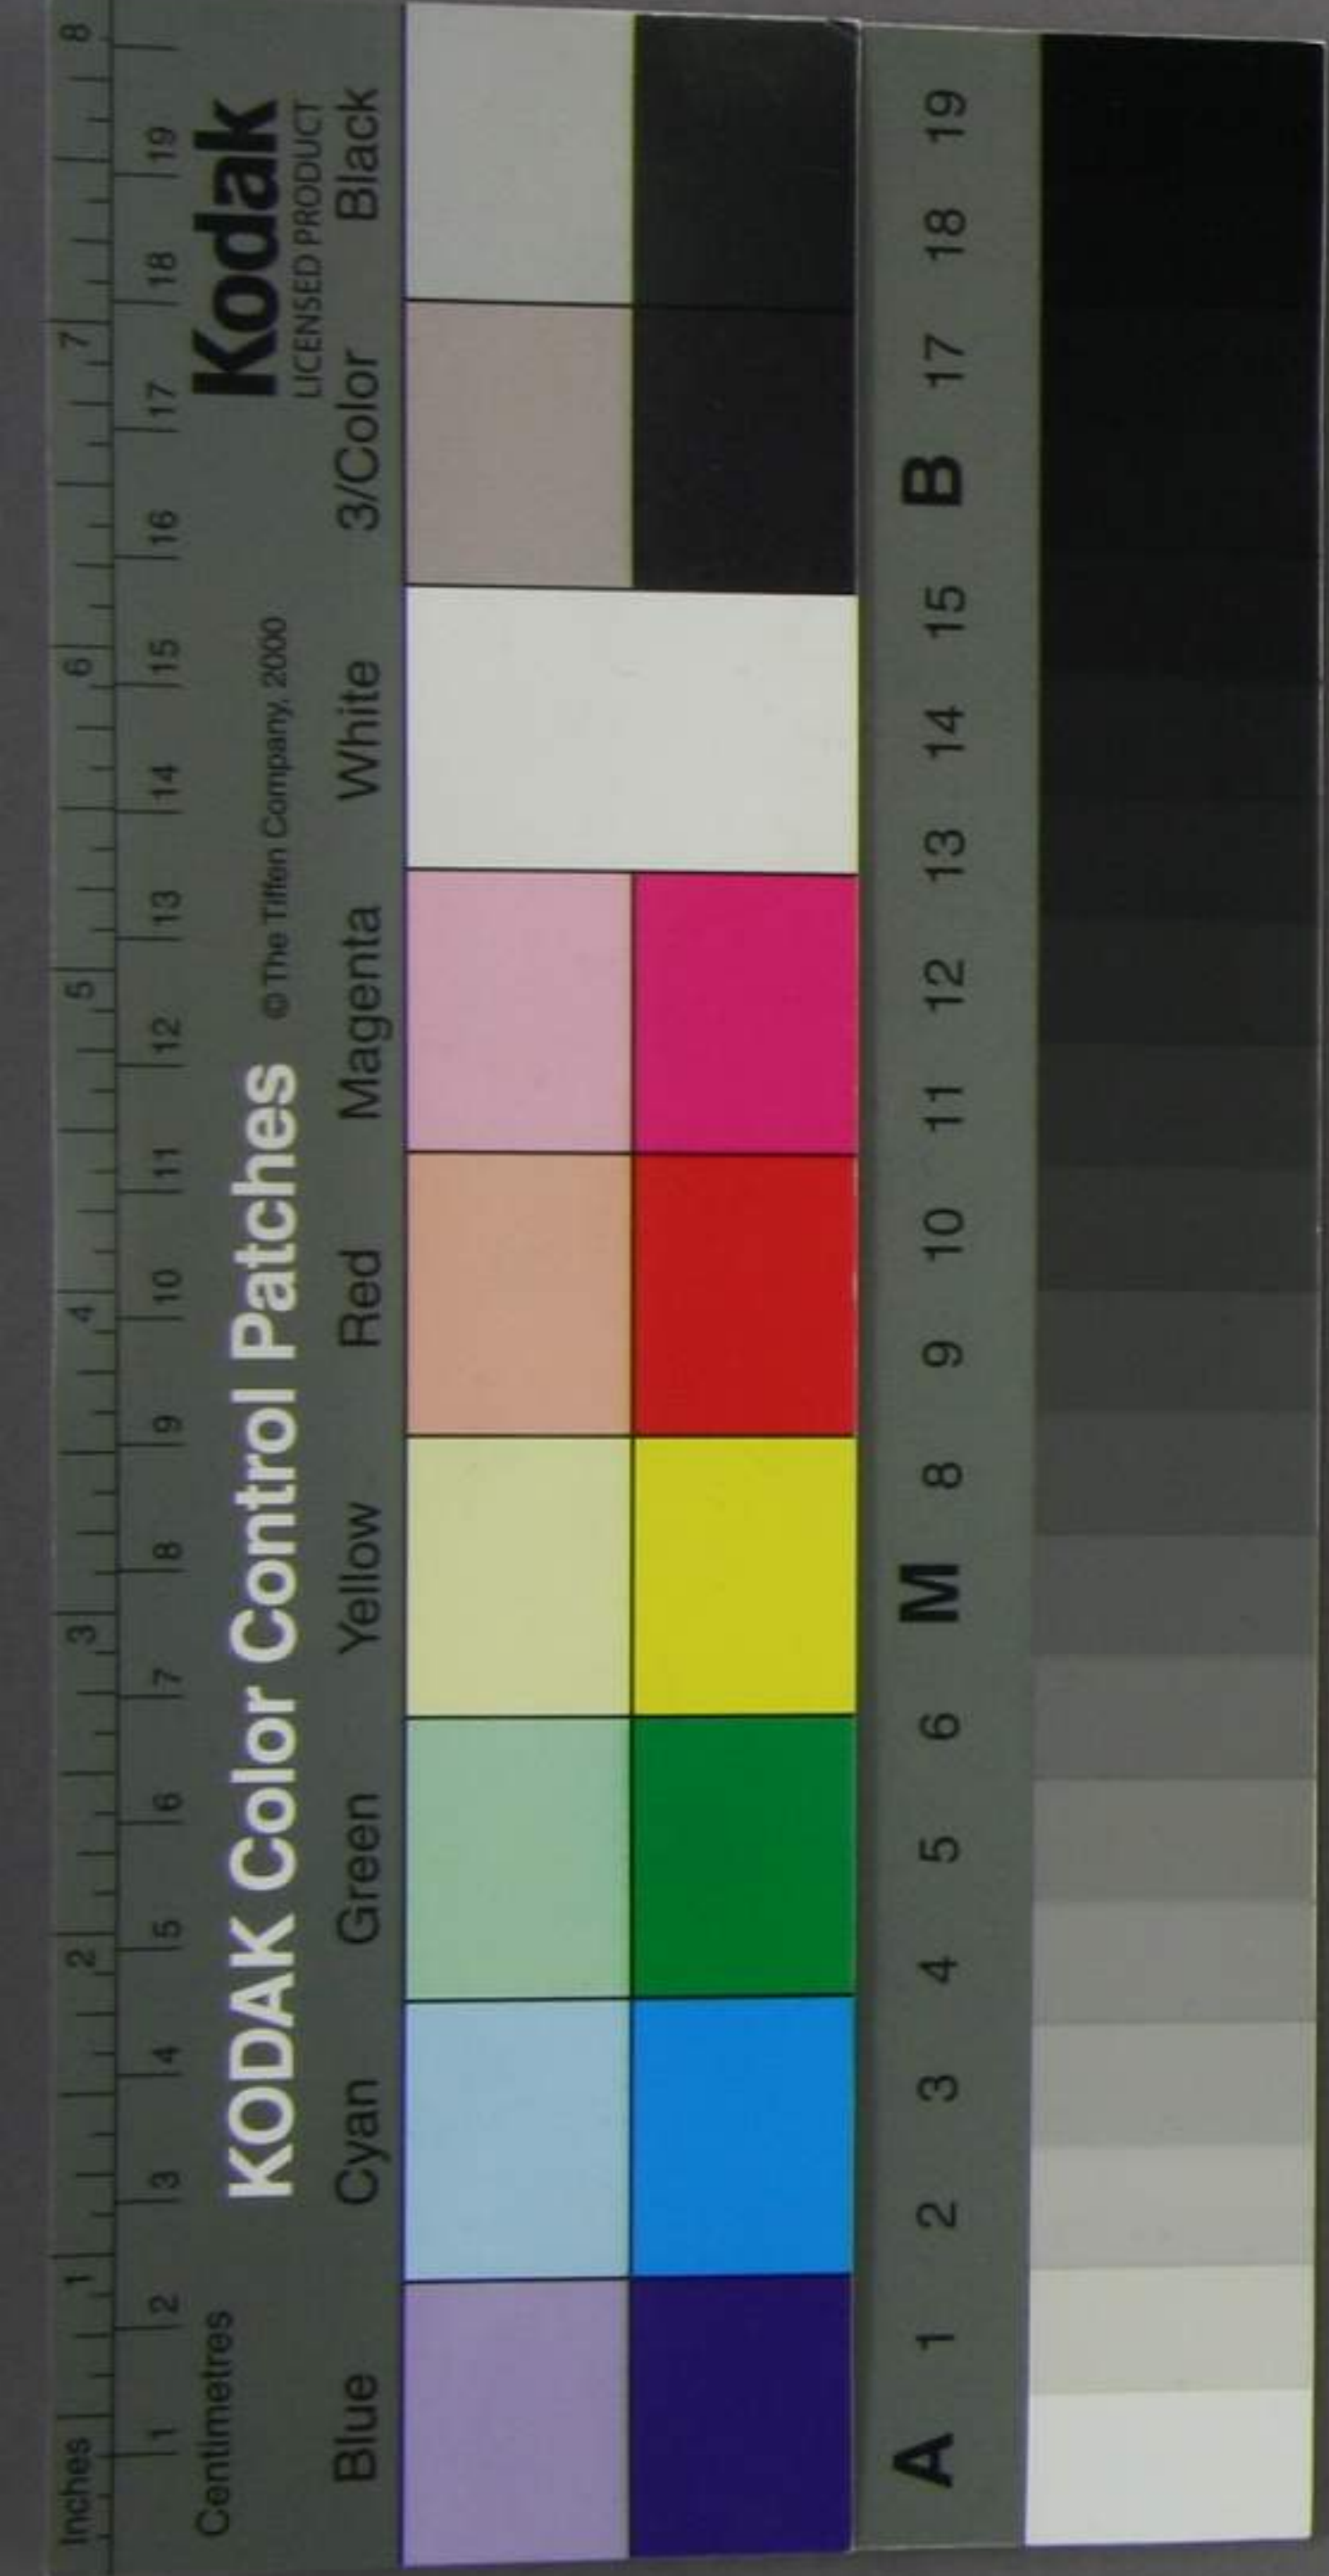 Inches 1 2 3 4 5 6 7 8
1 2 3 4 5 6 7 8 9 10 11 12 13 14 15 16 17 18 19
Centimetres
KODAK Color Control Patches © The Tiffen Company, 2000 Kodak
LICENSED PRODUCT
Blue Cyan Green Yellow Red Magenta White 3/Color Black
A 1 2 3 4 5 6 M 8 9 10 11 12 13 14 15 B 17 18 19